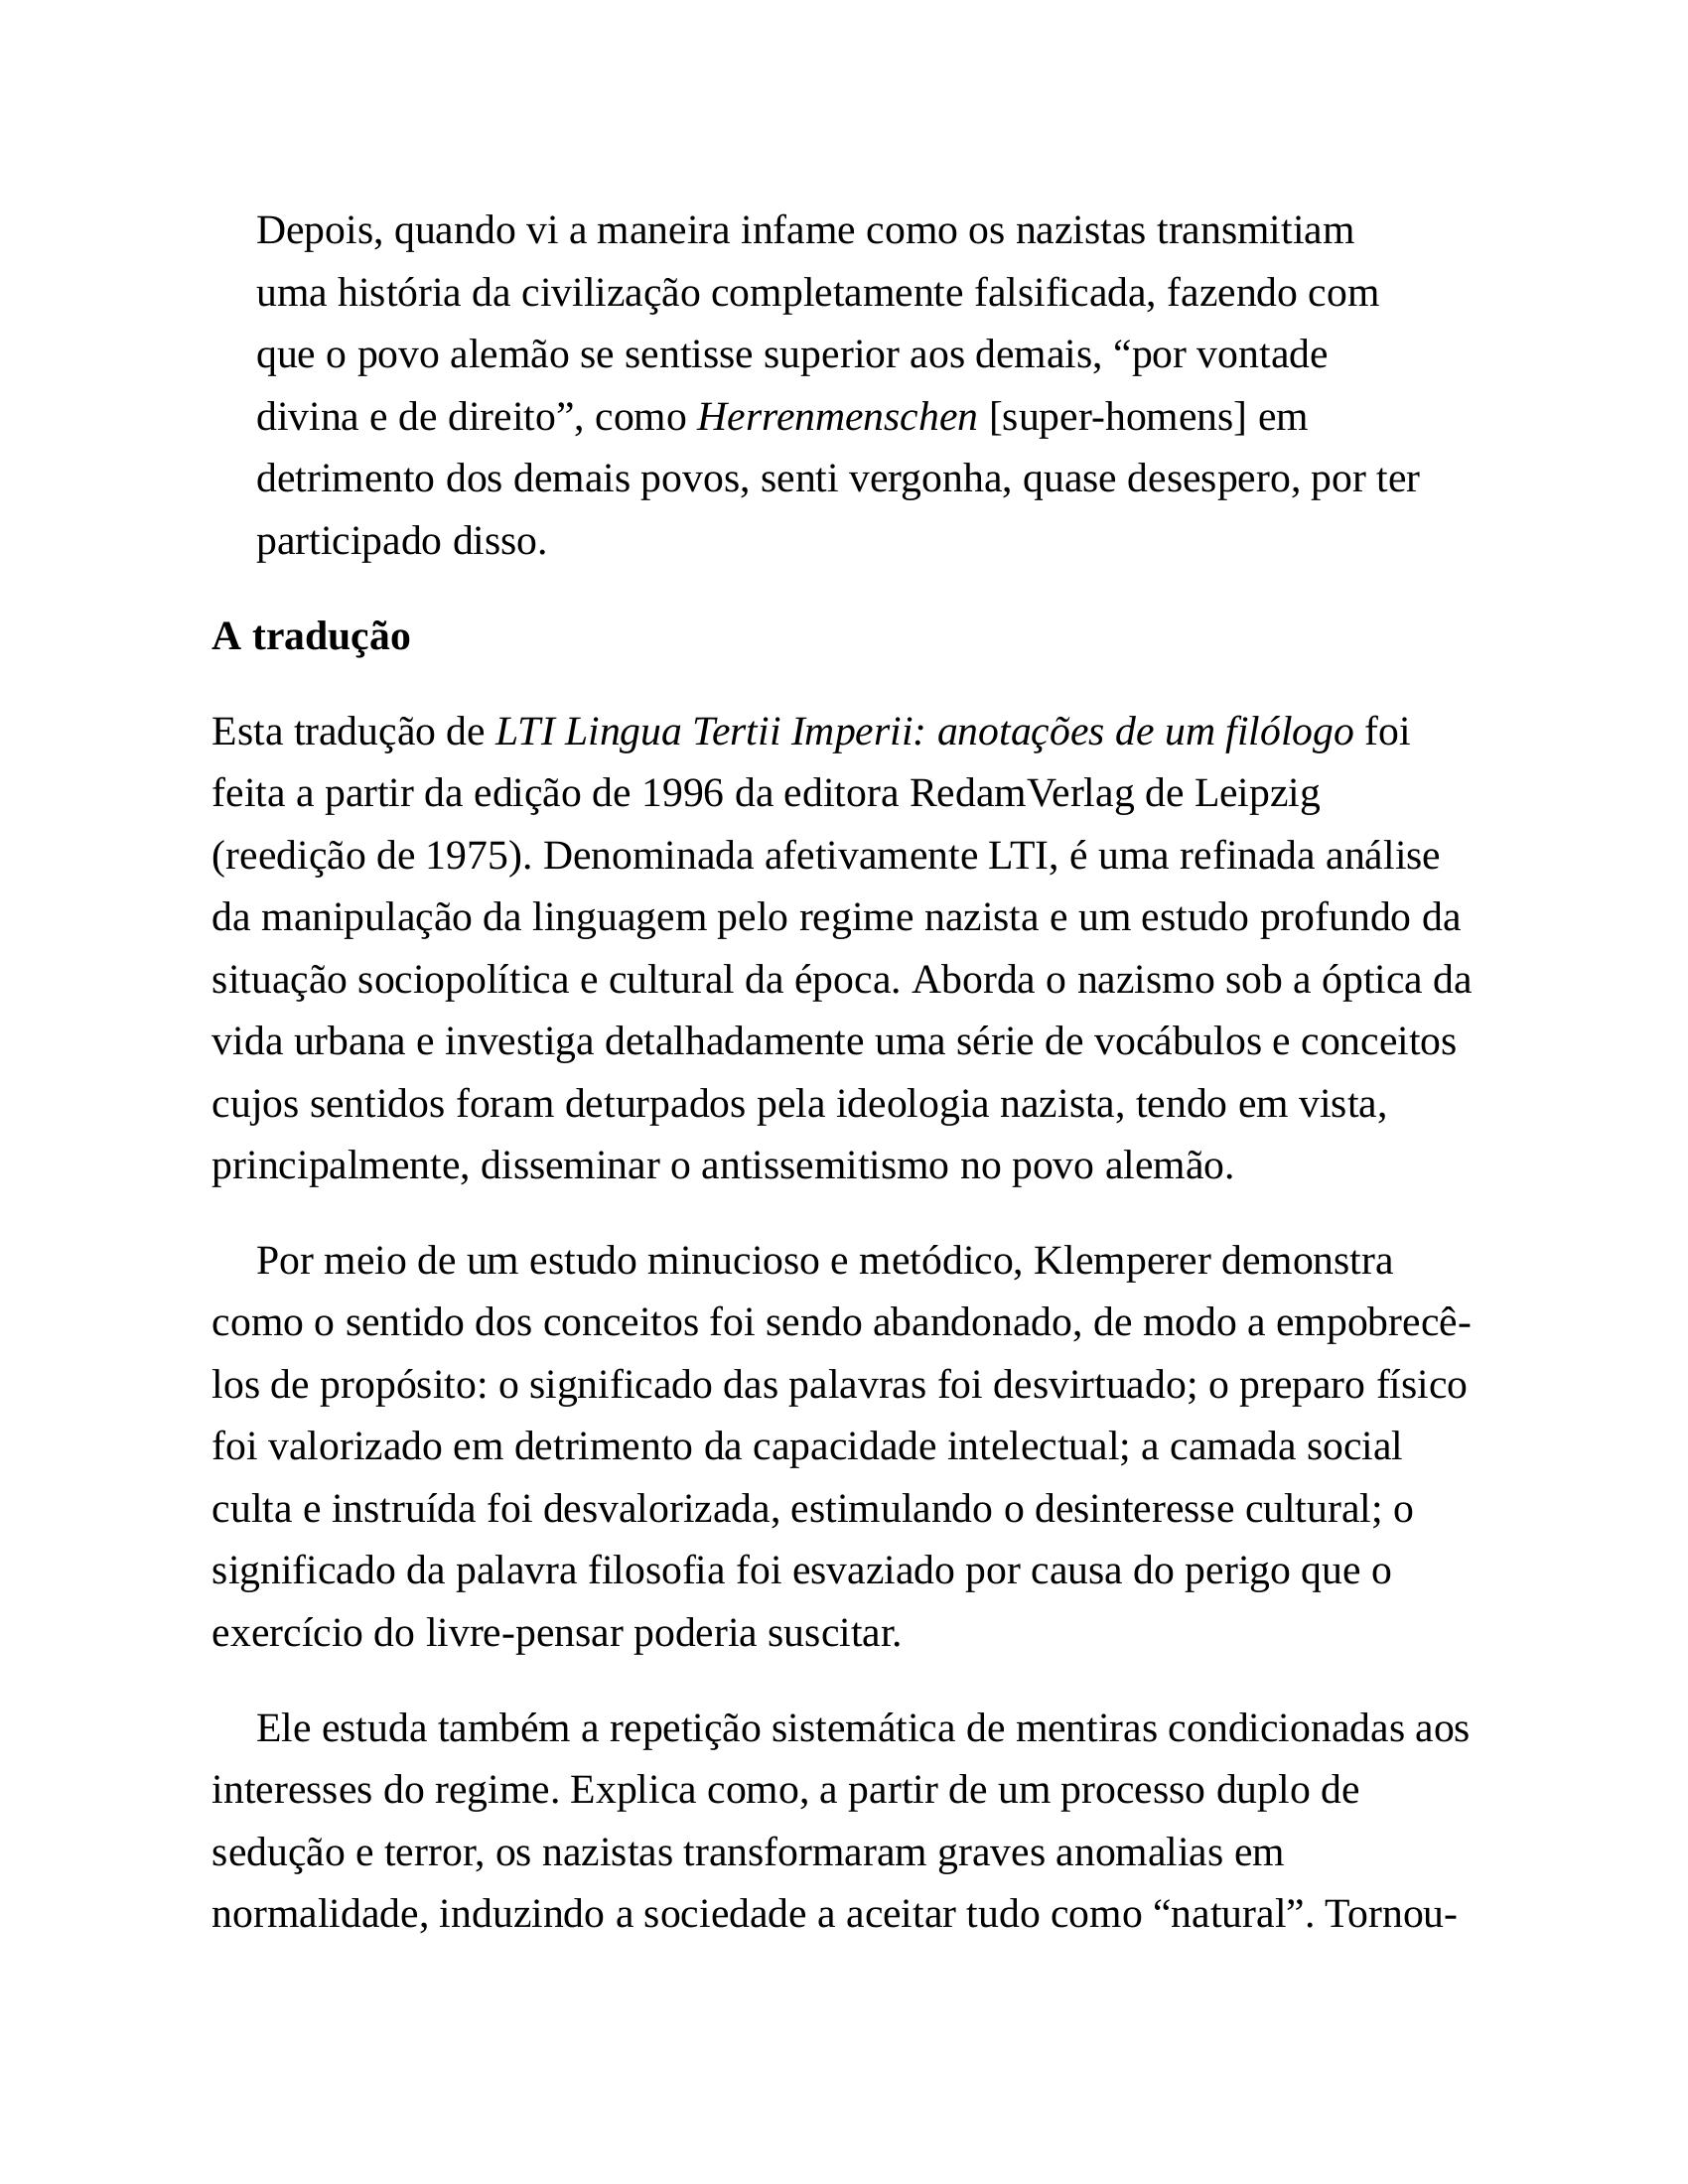 Depois, quando vi a maneira infame como os nazistas transmitiam
uma história da civilização completamente falsificada, fazendo com
que o povo alemão se sentisse superior aos demais, “por vontade
divina e de direito”, como Herrenmenschen [super-homens] em
detrimento dos demais povos, senti vergonha, quase desespero, por ter
participado disso.
A tradução
Esta tradução de LTI Lingua Tertii Imperii: anotações de um filólogo foi
feita a partir da edição de 1996 da editora RedamVerlag de Leipzig
(reedição de 1975). Denominada afetivamente LTI, é uma refinada análise
da manipulação da linguagem pelo regime nazista e um estudo profundo da
situação sociopolítica e cultural da época. Aborda o nazismo sob a óptica da
vida urbana e investiga detalhadamente uma série de vocábulos e conceitos
cujos sentidos foram deturpados pela ideologia nazista, tendo em vista,
principalmente, disseminar o antissemitismo no povo alemão.
Por meio de um estudo minucioso e metódico, Klemperer demonstra
como o sentido dos conceitos foi sendo abandonado, de modo a empobrecê-
los de propósito: o significado das palavras foi desvirtuado; o preparo físico
foi valorizado em detrimento da capacidade intelectual; a camada social
culta e instruída foi desvalorizada, estimulando o desinteresse cultural; o
significado da palavra filosofia foi esvaziado por causa do perigo que o
exercício do livre-pensar poderia suscitar.
Ele estuda também a repetição sistemática de mentiras condicionadas aos
interesses do regime. Explica como, a partir de um processo duplo de
sedução e terror, os nazistas transformaram graves anomalias em
normalidade, induzindo a sociedade a aceitar tudo como “natural”. Tornou-